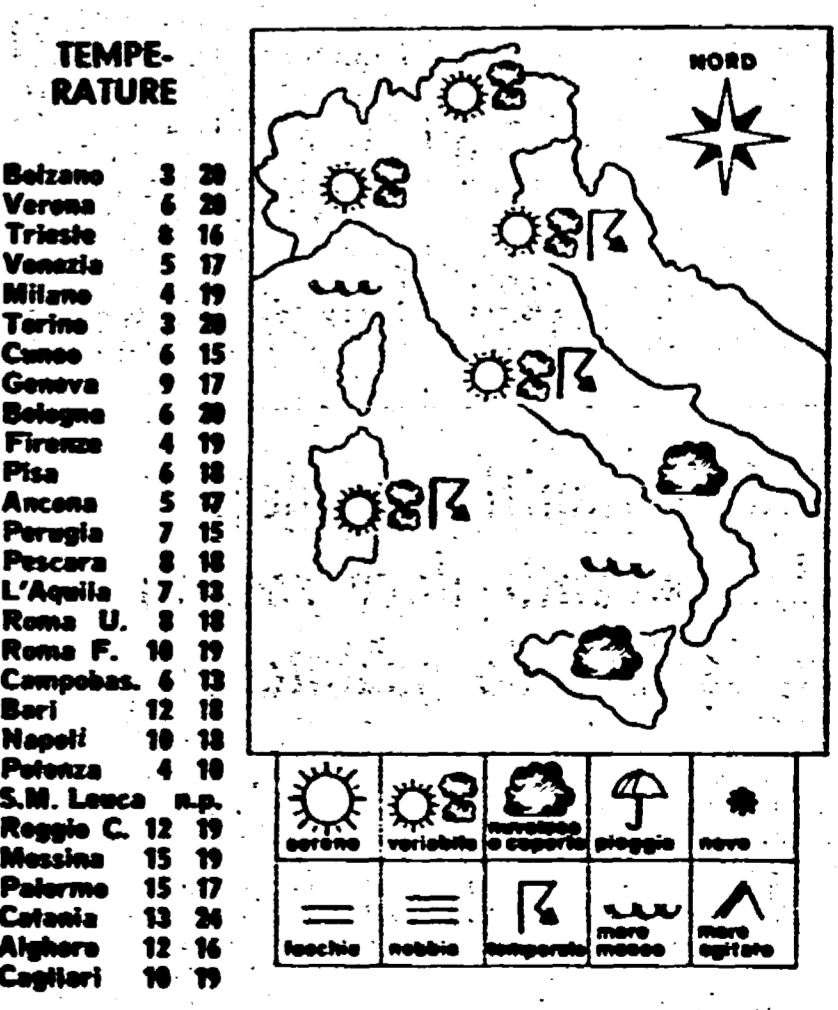 TEMPE-
RATURE
Bolzano 3 20
Verona 6 20
Trieste 8 16
Venezia 5 17
Milano 4 19
Torino 3 20
Cuneo 6 15
Genova 9 17
Bologna 6 20
Firenze 4 19
Pisa 6 18
Ancona 5 17
Perugia 7 15
Pescara 8 18
L'Aquila 7 13
Roma U. 8 18
Roma F. 10 19
Campobas. 6 13
Bari 12 18
Napoli 10 18
Potenza 4 10
S.M. Leuca n.p.
Reggio C. 12 19
Messina 15 19
Palermo 15 17
Catania 13 24
Alghero 12 16
Cagliari 10 19
NORD
sereno
variabile
nuvoloso
o coperto
pioggia
neve
foschia
nebbia
temporale
mare
mosso
mare
agitato